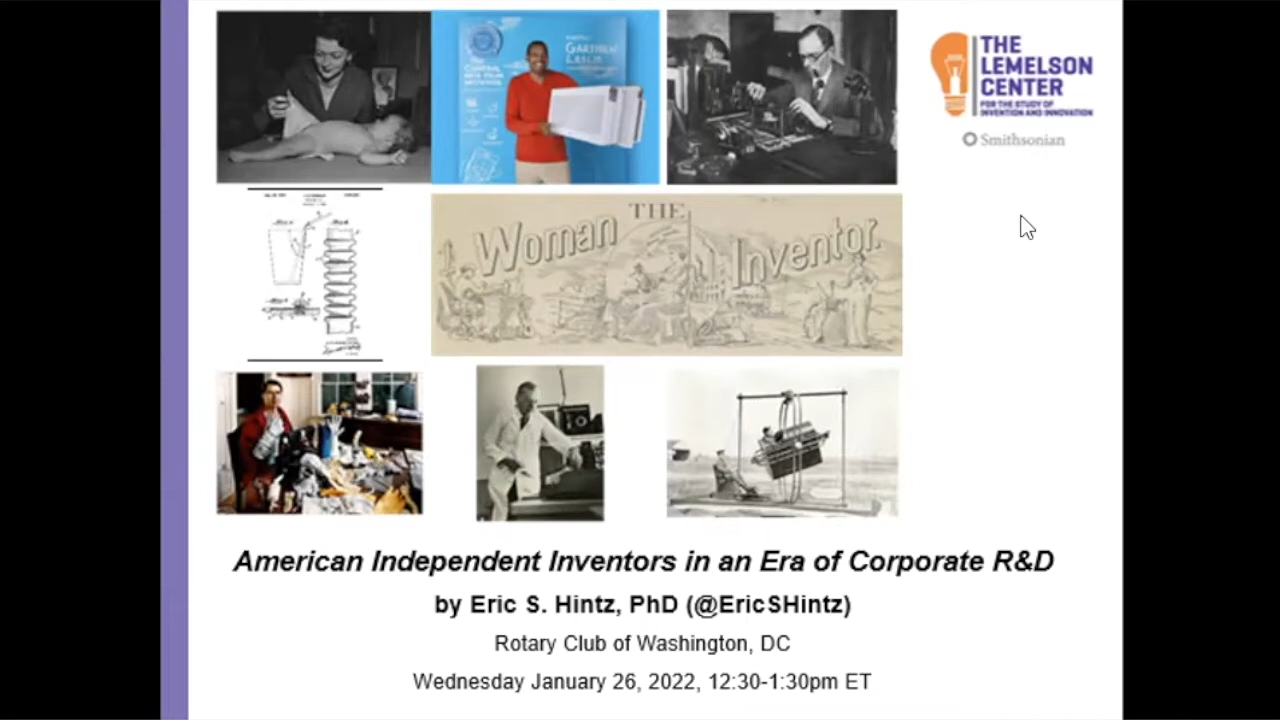 THE
LEMELSON
CENTER
FOR THE STUDY OF
INVENTION AND INNOVATION
Smithsonian
THE
Woman Inventor.
American Independent Inventors in an Era of Corporate R&D
by Eric S. Hintz, PhD (@EricSHintz)
Rotary Club of Washington, DC
Wednesday January 26, 2022, 12:30-1:30pm ET